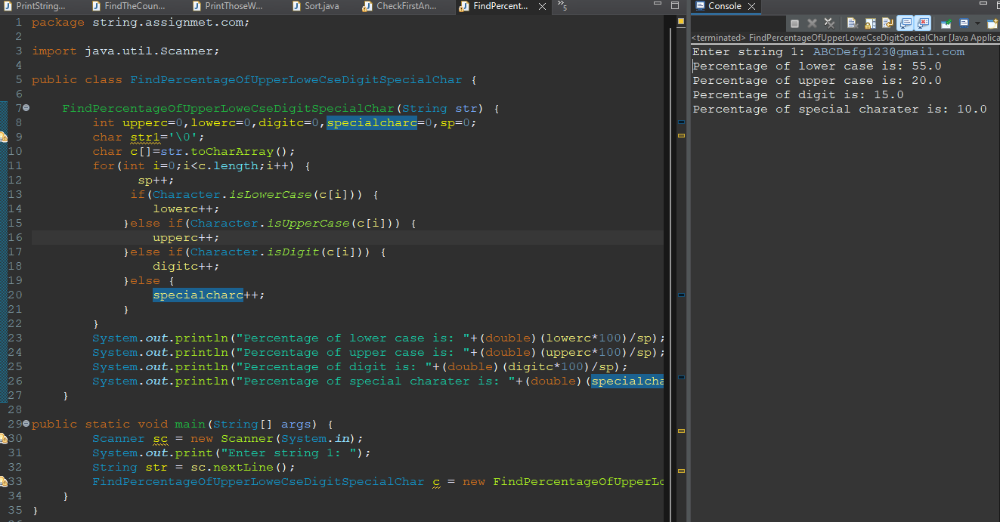 PrintString... FindTheCoun... PrintThoseW... Sort.java CheckFirstAn... FindPercent... 5
1 package string.assignmet.com;
2
3 import java.util.Scanner;
4
5 public class FindPercentageOfUpperLoweCseDigitSpecialChar {
6
7 FindPercentageOfUpperLoweCseDigitSpecialChar(String str) {
8 int upperc=0,lowerc=0,digitc=0,specialcharc=0,sp=0;
9 char str1='\0';
10 char c[]=str.toCharArray();
11 for(int i=0;i<c.length;i++) {
12 sp++;
13 if(Character.isLowerCase(c[i])) {
14 lowerc++;
15 }else if(Character.isUpperCase(c[i])) {
16 upperc++;
17 }else if(Character.isDigit(c[i])) {
18 digitc++;
19 }else {
20 specialcharc++;
21 }
22 }
23 System.out.println("Percentage of lower case is: "+(double)(lowerc*100)/sp);
24 System.out.println("Percentage of upper case is: "+(double)(upperc*100)/sp);
25 System.out.println("Percentage of digit is: "+(double)(digitc*100)/sp);
26 System.out.println("Percentage of special charater is: "+(double)(specialcha
27 }
28
29 public static void main(String[] args) {
30 Scanner sc = new Scanner(System.in);
31 System.out.print("Enter string 1: ");
32 String str = sc.nextLine();
33 FindPercentageOfUpperLoweCseDigitSpecialChar c = new FindPercentageOfUpperLo
34 }
35 }
Console
<terminated> FindPercentageOfUpperLoweCseDigitSpecialChar [Java Applica
Enter string 1: ABCDefg123@gmail.com
Percentage of lower case is: 55.0
Percentage of upper case is: 20.0
Percentage of digit is: 15.0
Percentage of special charater is: 10.0